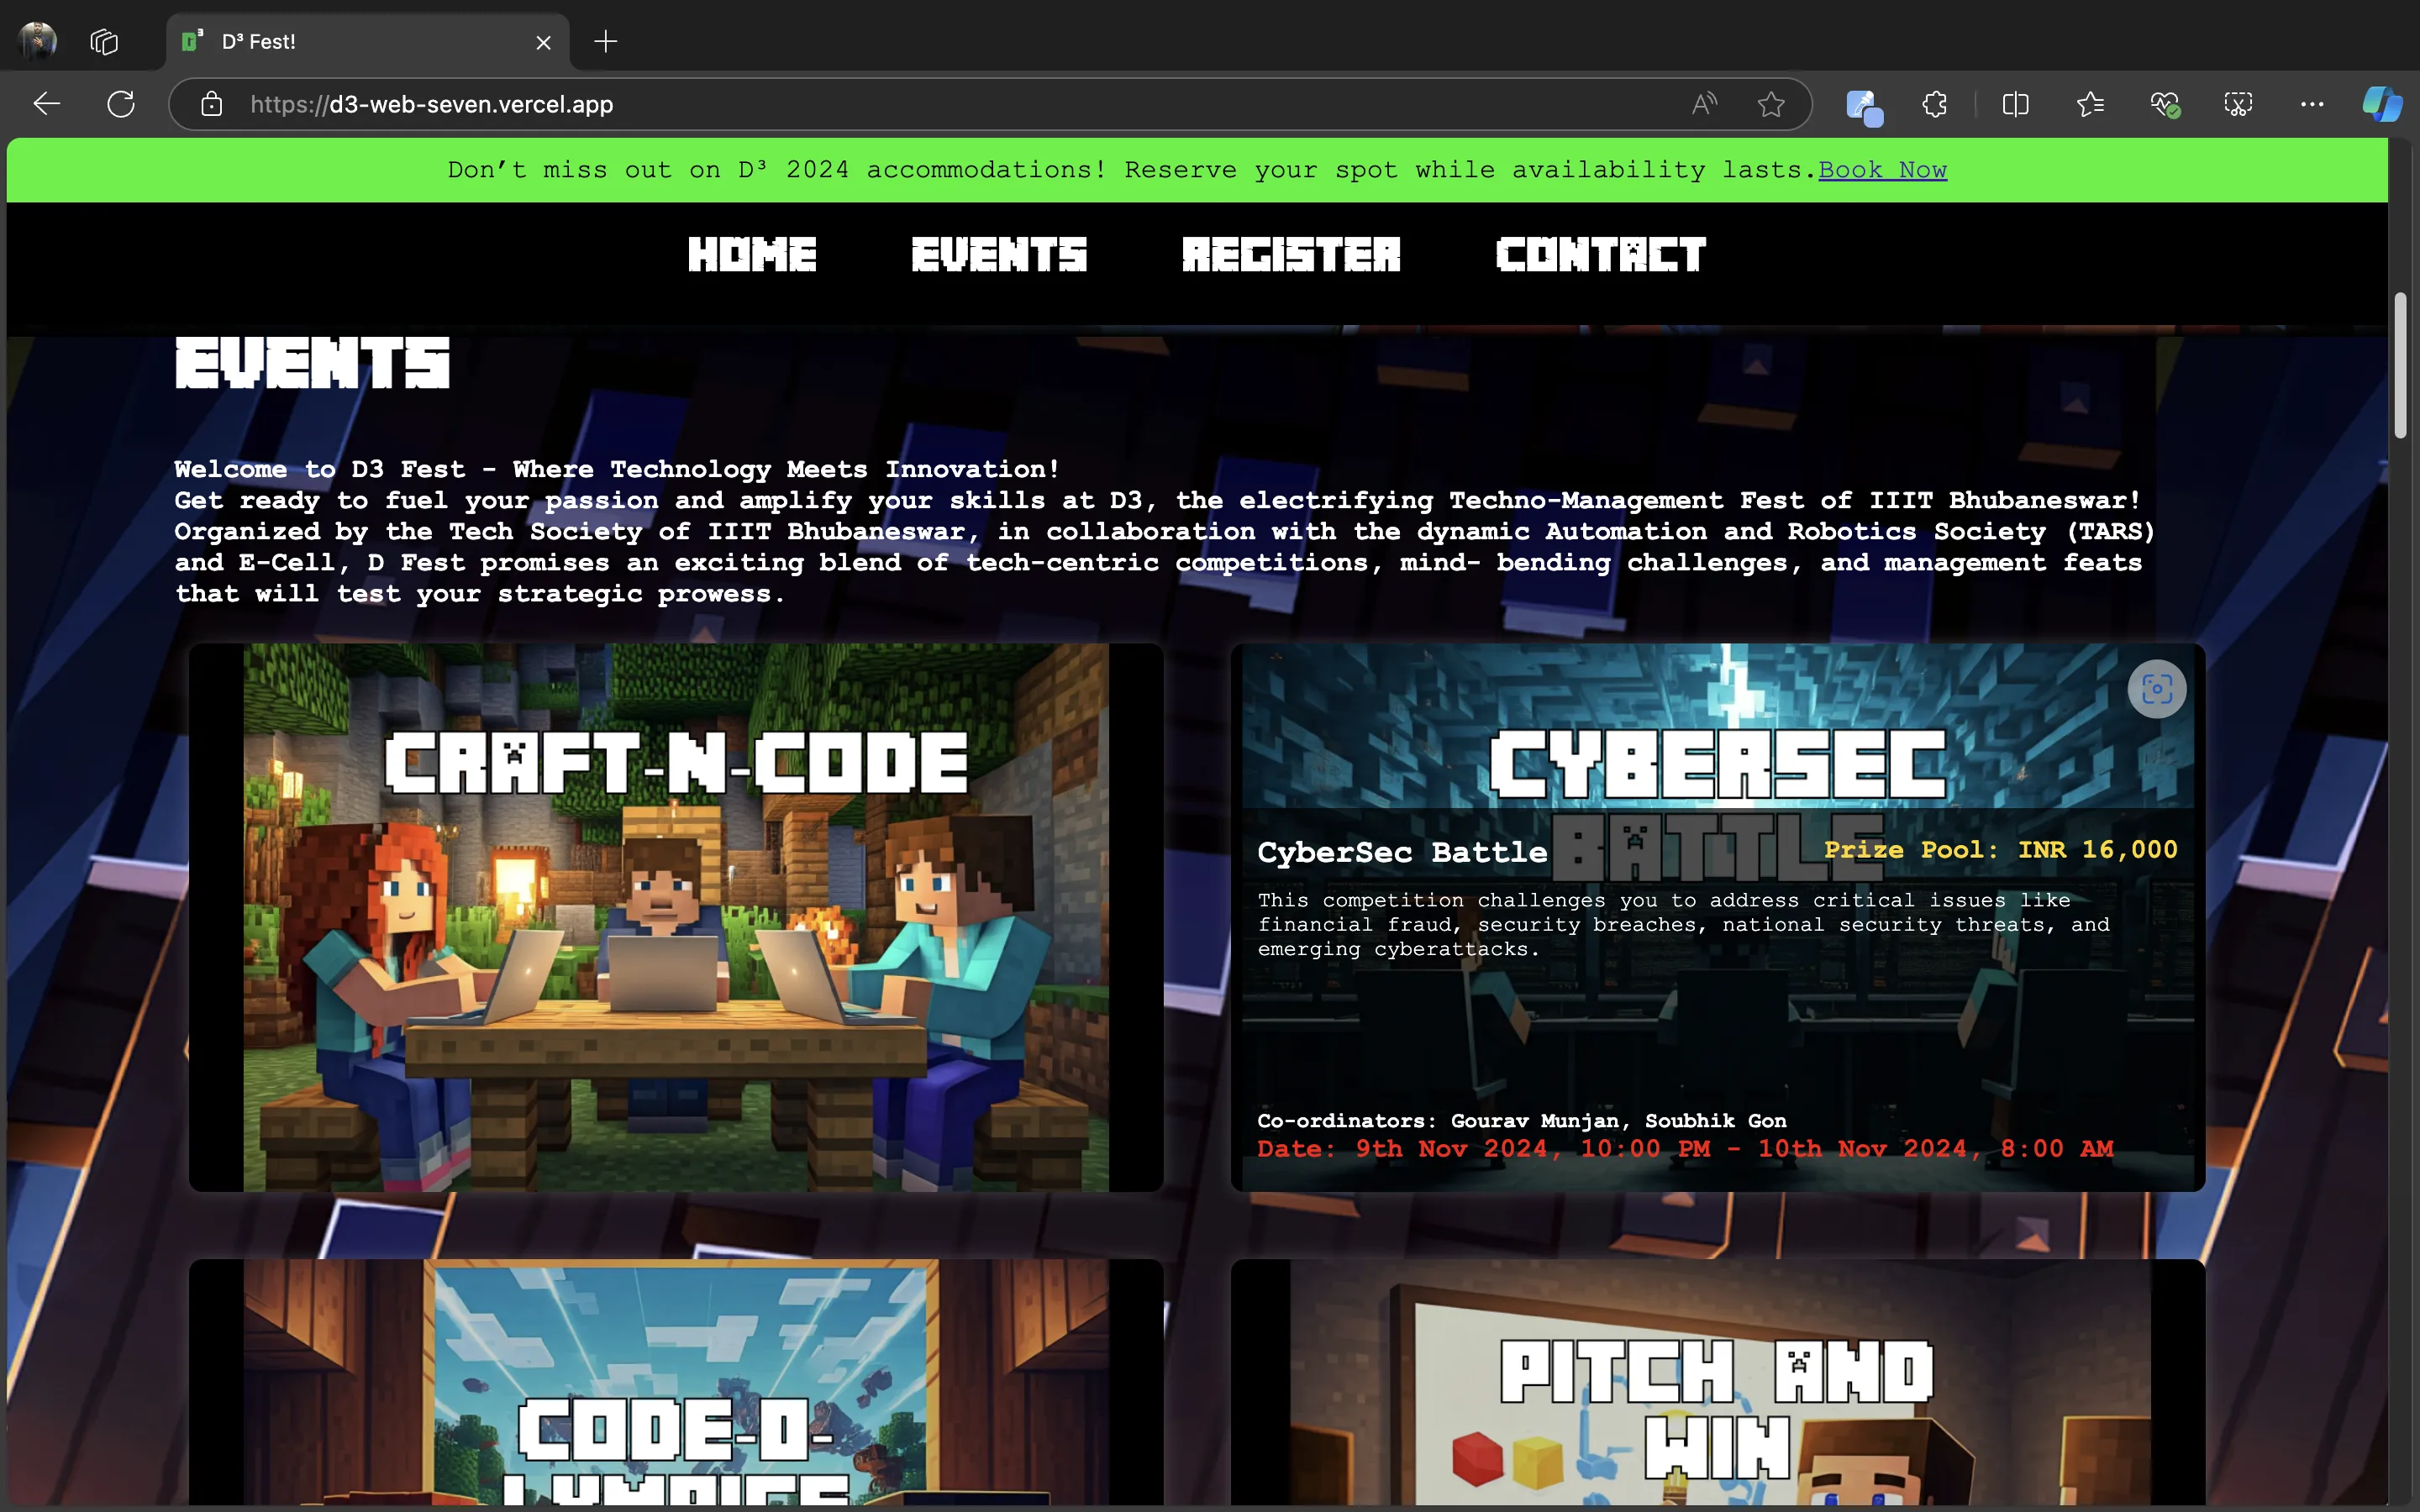 D³ Fest!
https://d3-web-seven.vercel.app
Don't miss out on D³ 2024 accommodations! Reserve your spot while availability lasts.Book Now
HOME EVENTS REGISTER CONTACT
EVENTS
Welcome to D3 Fest - Where Technology Meets Innovation!
Get ready to fuel your passion and amplify your skills at D3, the electrifying Techno-Management Fest of IIIT Bhubaneswar!
Organized by the Tech Society of IIIT Bhubaneswar, in collaboration with the dynamic Automation and Robotics Society (TARS)
and E-Cell, D Fest promises an exciting blend of tech-centric competitions, mind- bending challenges, and management feats
that will test your strategic prowess.
CRAFT-N-CODE
CYBERSEC
BATTLE
CyberSec Battle
Prize Pool: INR 16,000
This competition challenges you to address critical issues like
financial fraud, security breaches, national security threats, and
emerging cyberattacks.
Co-ordinators: Gourav Munjan, Soubhik Gon
Date: 9th Nov 2024, 10:00 PM - 10th Nov 2024, 8:00 AM
CODE-O-
LYMPICS
PITCH AND
WIN